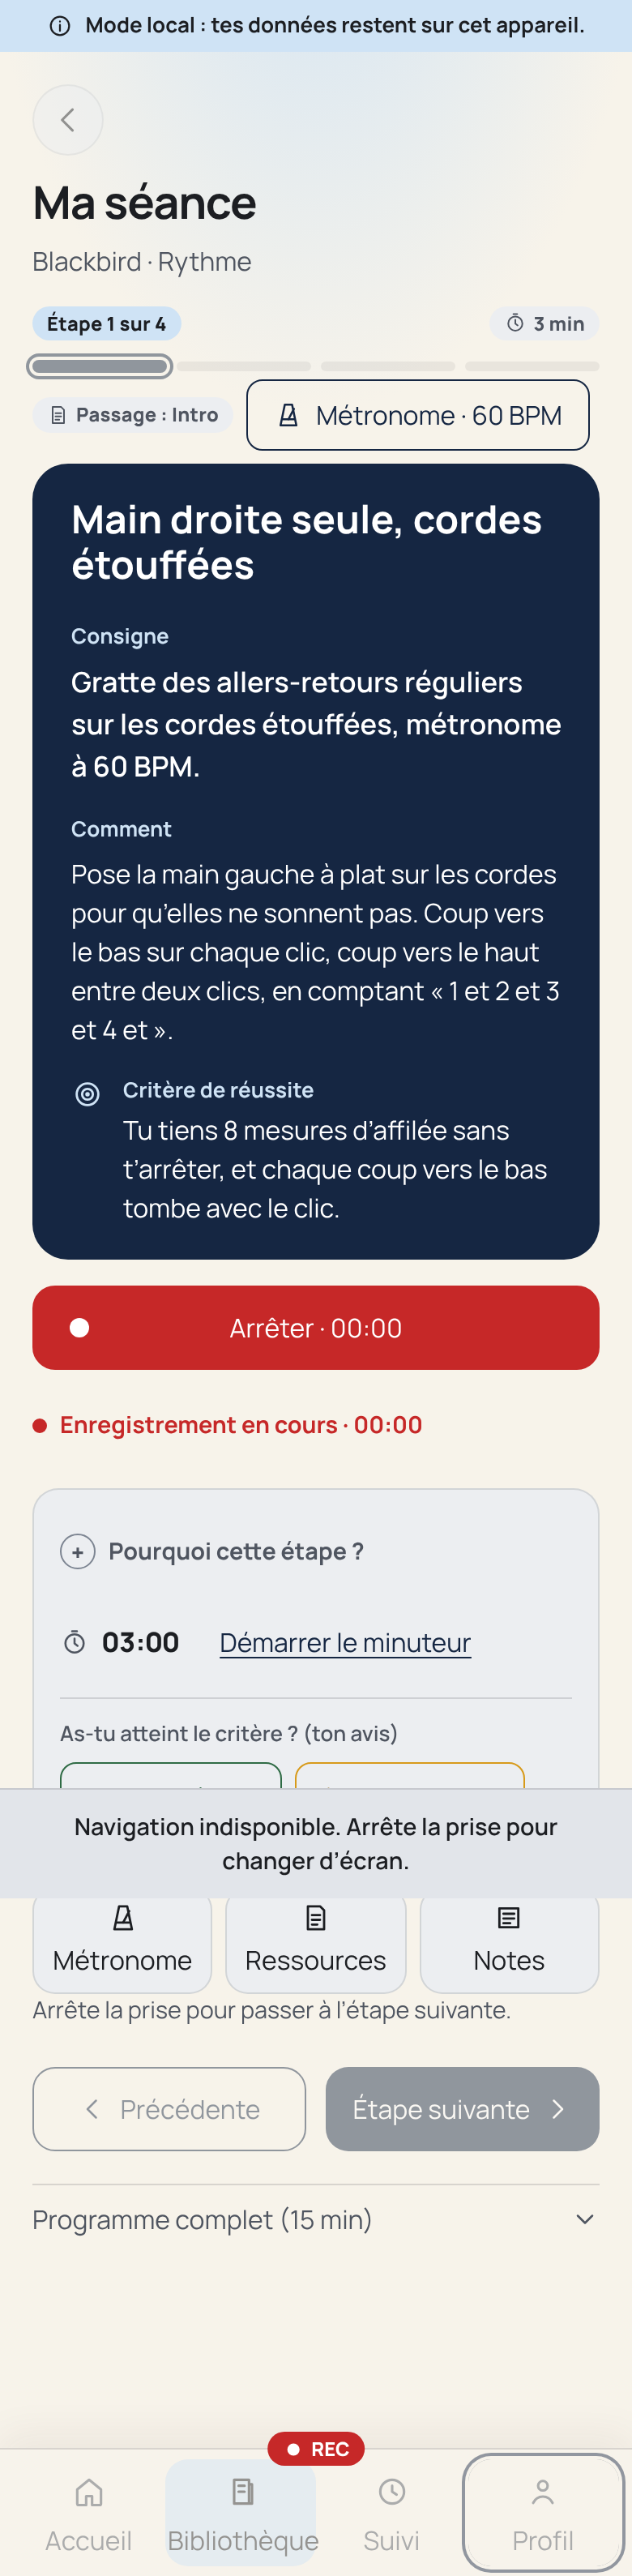 Mode local : tes données restent sur cet appareil.
Ma séance
Blackbird · Rythme
Étape 1 sur 4
3 min
Passage : Intro
Métronome · 60 BPM
Main droite seule, cordes
étouffées
Consigne
Gratte des allers-retours réguliers
sur les cordes étouffées, métronome
à 60 BPM.
Comment
Pose la main gauche à plat sur les cordes
pour qu’elles ne sonnent pas. Coup vers
le bas sur chaque clic, coup vers le haut
entre deux clics, en comptant « 1 et 2 et 3
et 4 et ».
Critère de réussite
Tu tiens 8 mesures d’affilée sans
t’arrêter, et chaque coup vers le bas
tombe avec le clic.
Arrêter · 00:00
Enregistrement en cours · 00:00
+ Pourquoi cette étape ?
03:00 Démarrer le minuteur
As-tu atteint le critère ? (ton avis)
Navigation indisponible. Arrête la prise pour
changer d’écran.
Métronome
Ressources
Notes
Arrête la prise pour passer à l’étape suivante.
Précédente
Étape suivante
Programme complet (15 min)
REC
Accueil
Bibliothèque
Suivi
Profil